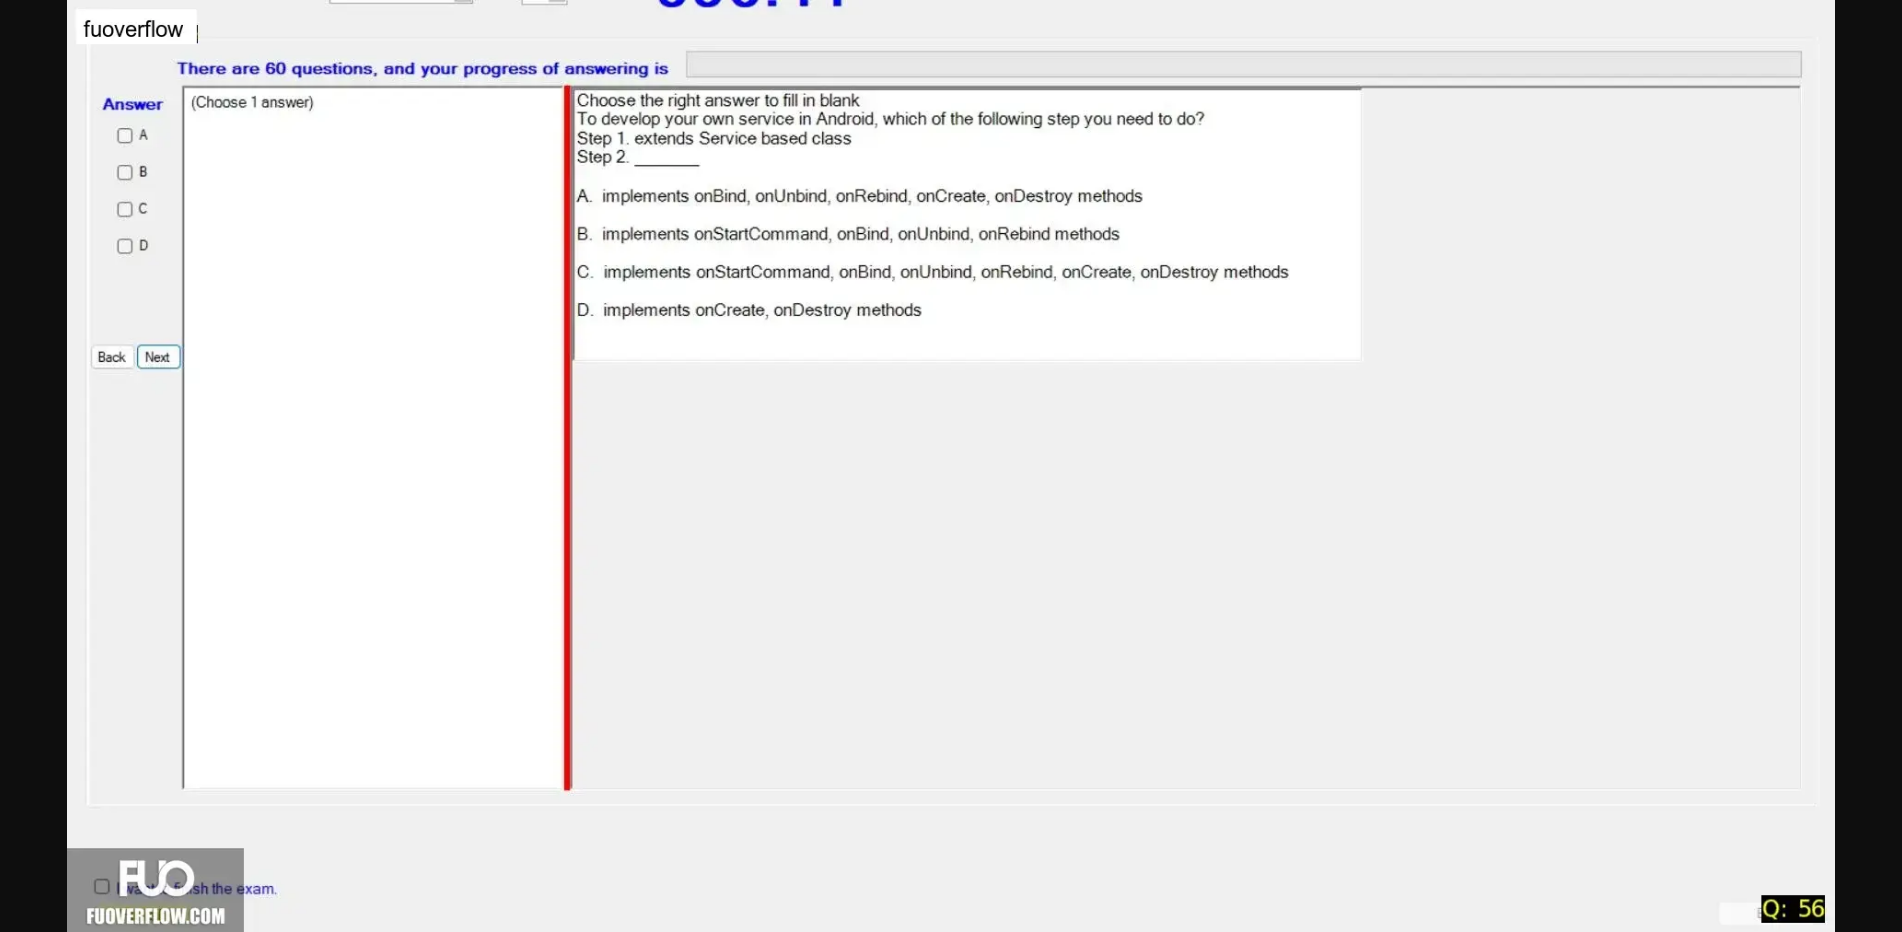 fuoverflow
There are 60 questions, and your progress of answering is
Answer
(Choose 1 answer)
A
B
C
D
Back
Next
Choose the right answer to fill in blank
To develop your own service in Android, which of the following step you need to do?
Step 1. extends Service based class
Step 2. _______
A. implements onBind, onUnbind, onRebind, onCreate, onDestroy methods
B. implements onStartCommand, onBind, onUnbind, onRebind methods
C. implements onStartCommand, onBind, onUnbind, onRebind, onCreate, onDestroy methods
D. implements onCreate, onDestroy methods
FUO
the exam.
FUOVERFLOW.COM
Q: 56